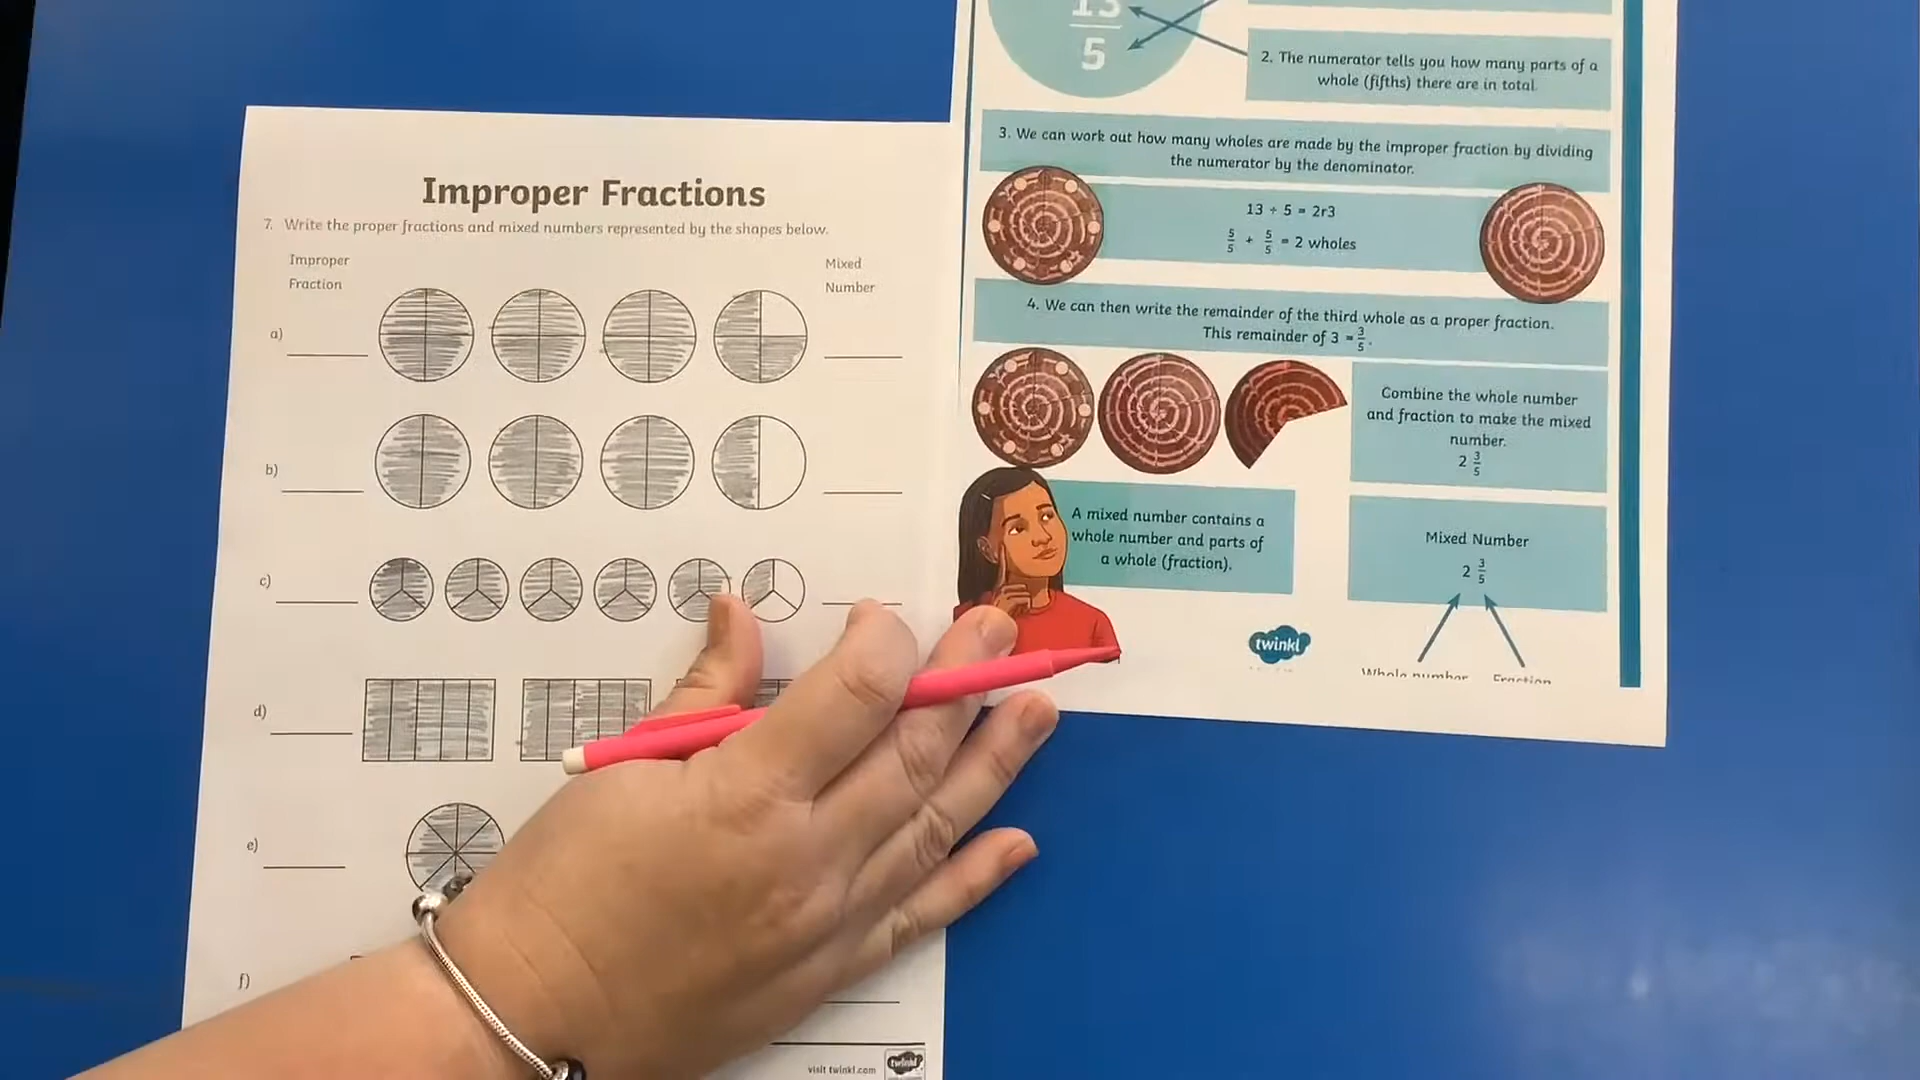 Improper Fractions
7. Write the proper fractions and mixed numbers represented by the shapes below.
Improper
Fraction
Mixed
Number
a)
b)
c)
d)
e)
f)
visit twinkl.com
twinkl
13
5
2. The numerator tells you how many parts of a
whole (fifths) there are in total.
3. We can work out how many wholes are made by the improper fraction by dividing
the numerator by the denominator.
13 ÷ 5 = 2r3
5/5 + 5/5 = 2 wholes
4. We can then write the remainder of the third whole as a proper fraction.
This remainder of 3 = 3/5.
Combine the whole number
and fraction to make the mixed
number.
2 3/5
A mixed number contains a
whole number and parts of
a whole (fraction).
Mixed Number
2 3/5
twinkl
Whole number
Fraction